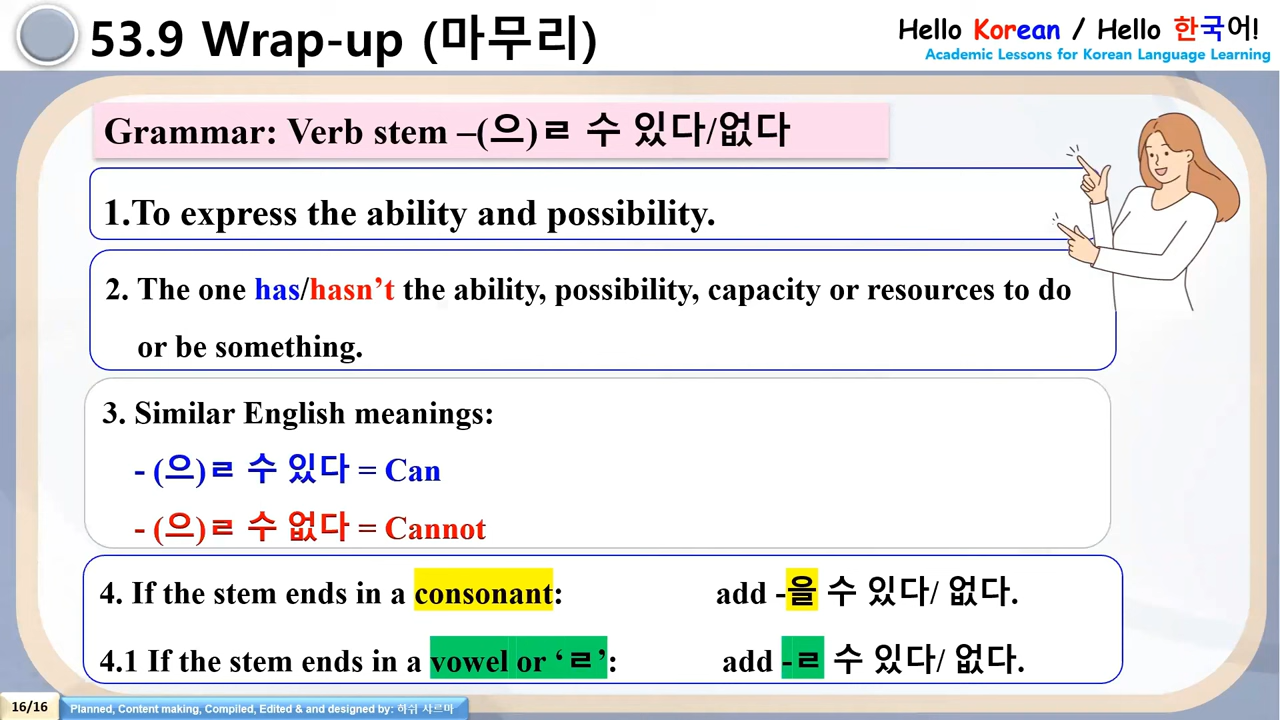 53.9 Wrap-up (마무리)
Hello Korean / Hello 한국어!
Academic Lessons for Korean Language Learning
Grammar: Verb stem –(으)ㄹ 수 있다/없다
1.To express the ability and possibility.
2. The one has/hasn’t the ability, possibility, capacity or resources to do
or be something.
3. Similar English meanings:
- (으)ㄹ 수 있다 = Can
- (으)ㄹ 수 없다 = Cannot
4. If the stem ends in a consonant: add -을 수 있다/ 없다.
4.1 If the stem ends in a vowel or ‘ㄹ’: add -ㄹ 수 있다/ 없다.
16/16
Planned, Content making, Compiled, Edited & and designed by: 하쉬 샤르마